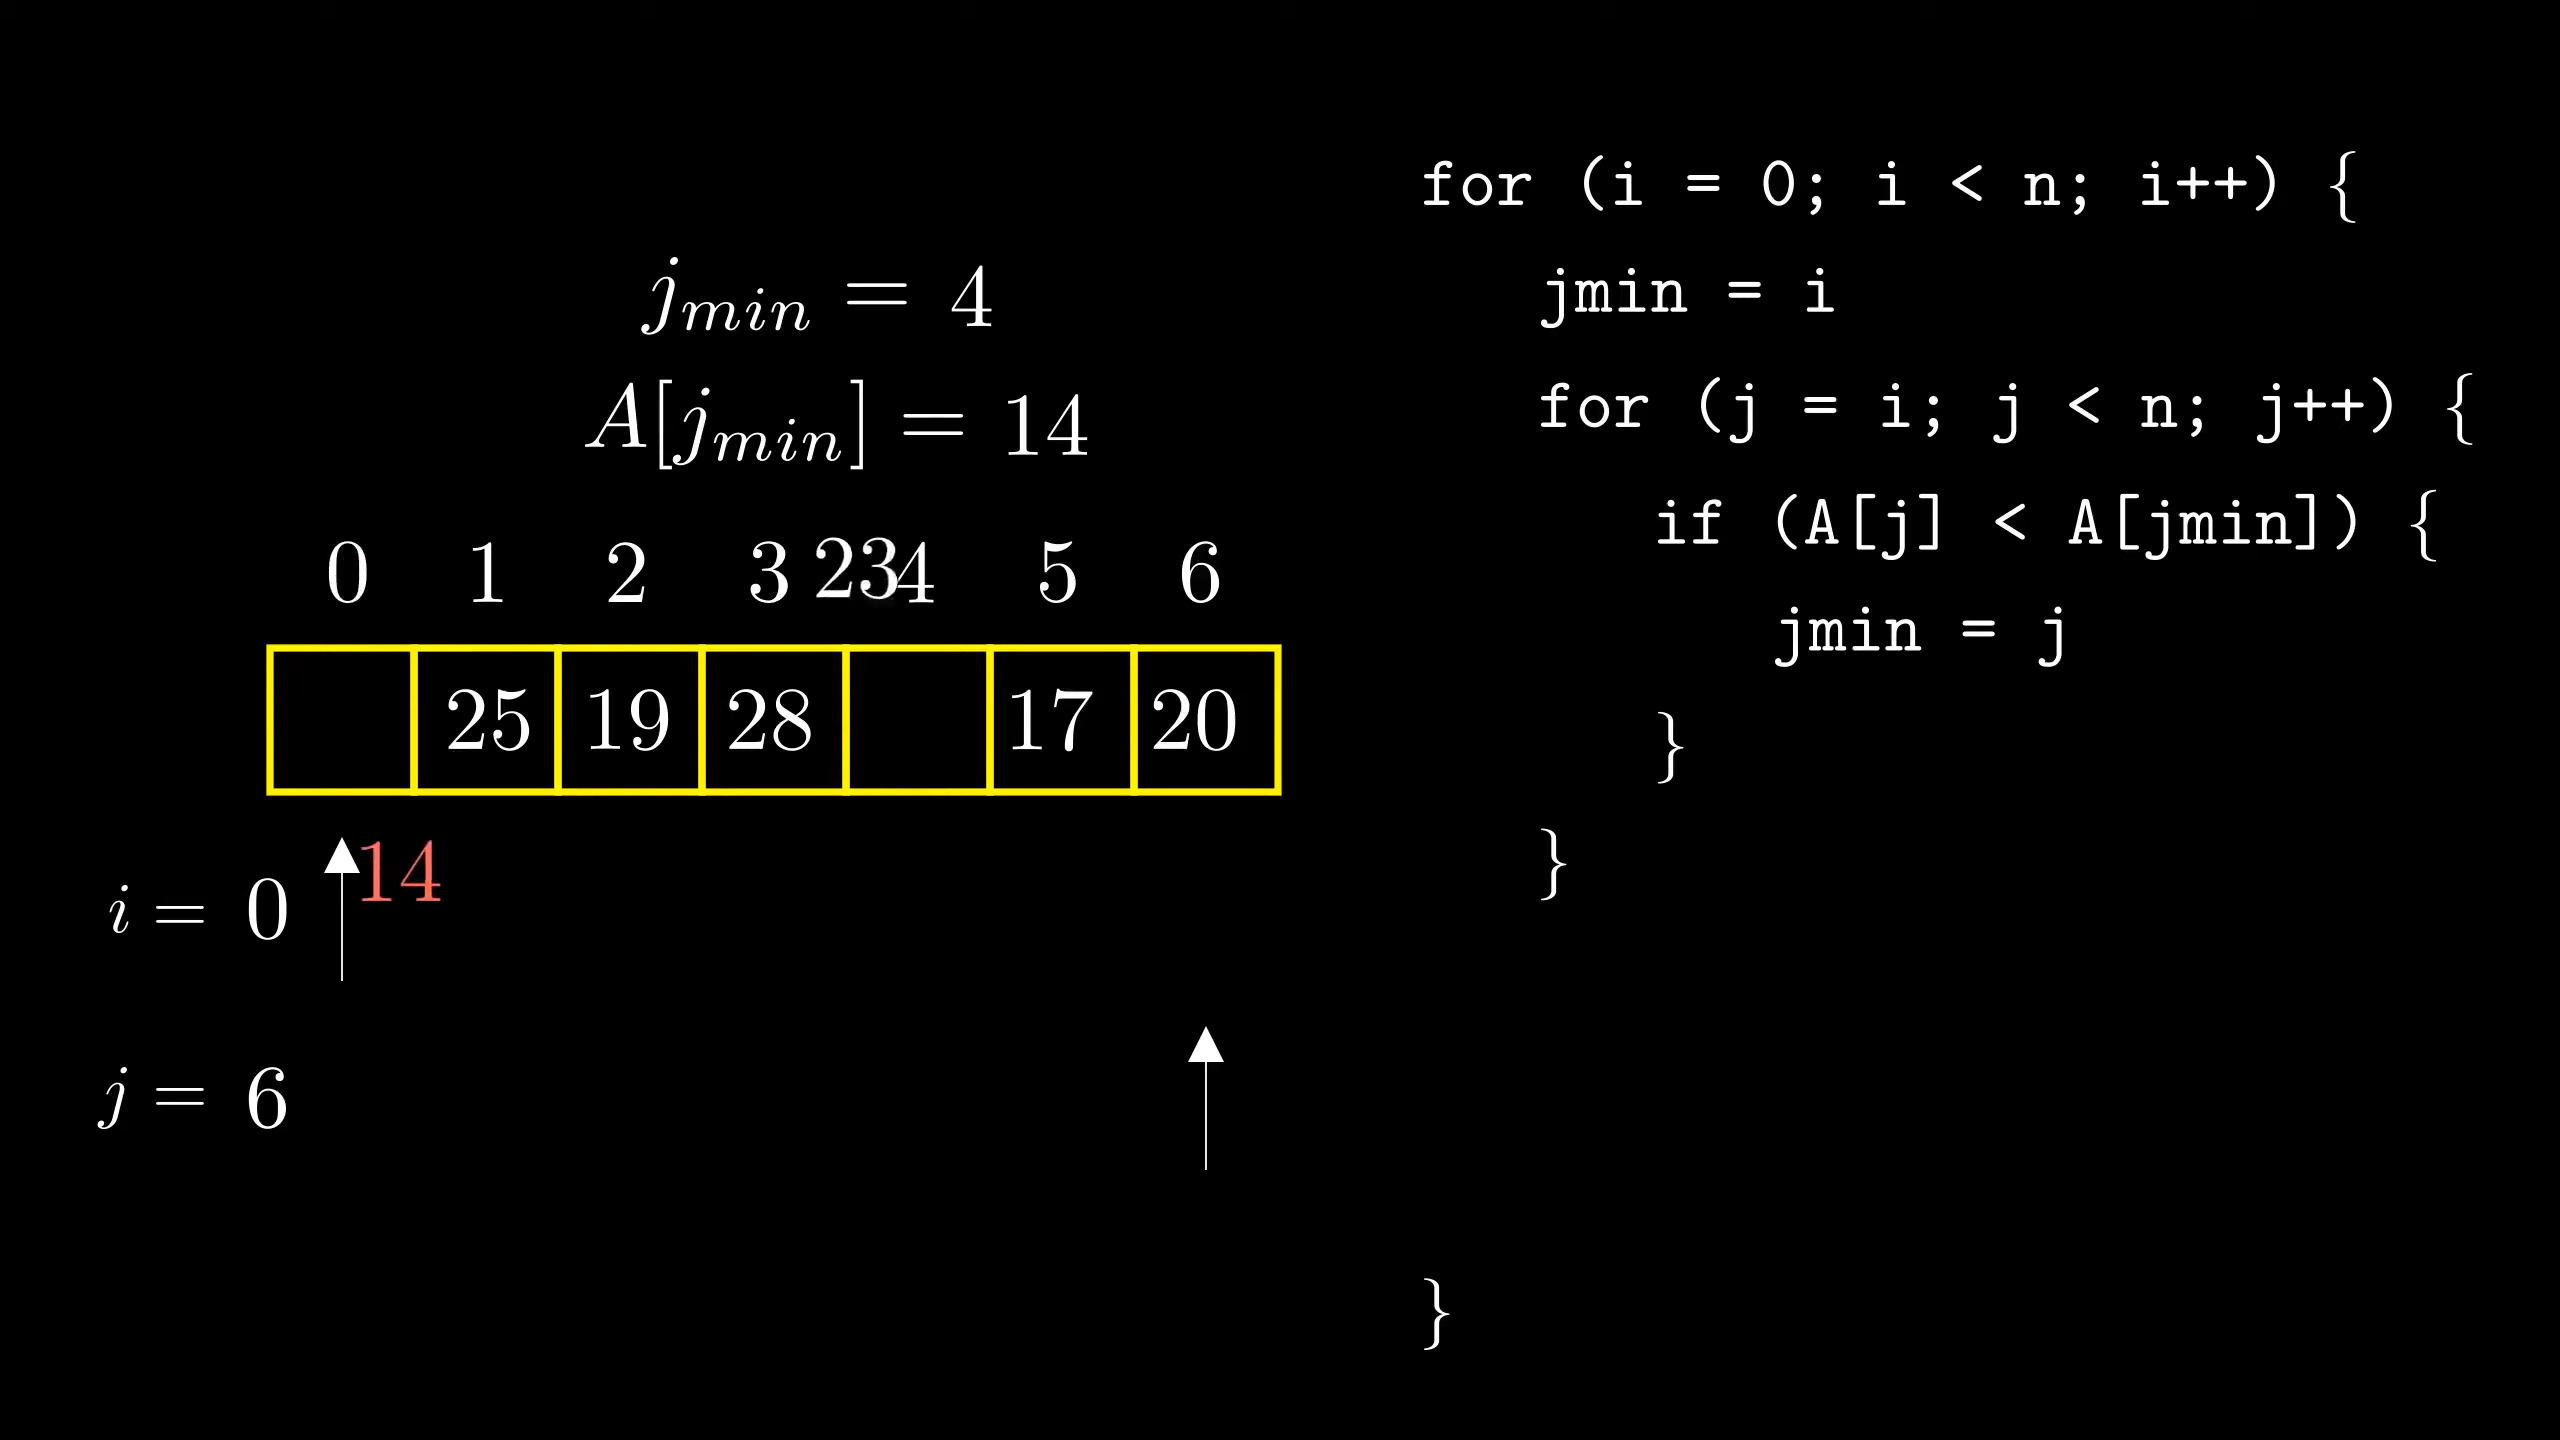 j_min = 4
A[j_min] = 14
0 1 2 3 23 4 5 6
25 19 28 17 20
14
i = 0
j = 6
for (i = 0; i < n; i++) {
jmin = i
for (j = i; j < n; j++) {
if (A[j] < A[jmin]) {
jmin = j
}
}
}